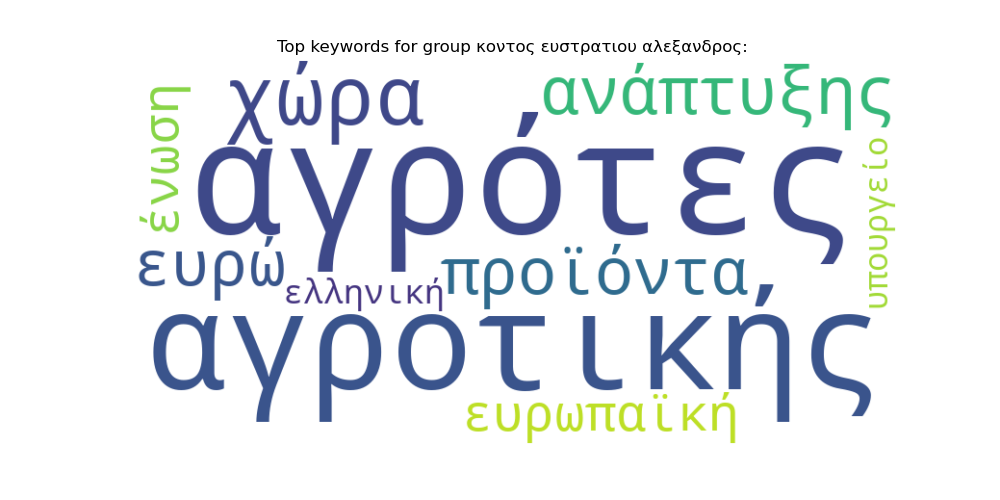 Top keywords for group κοντος ευστρατιου αλεξανδρος:
χώρα
ανάπτυξης
ένωση
αγρότες
υπουργείο
ευρώ
προϊόντα
ελληνική
αγροτικής
ευρωπαϊκή